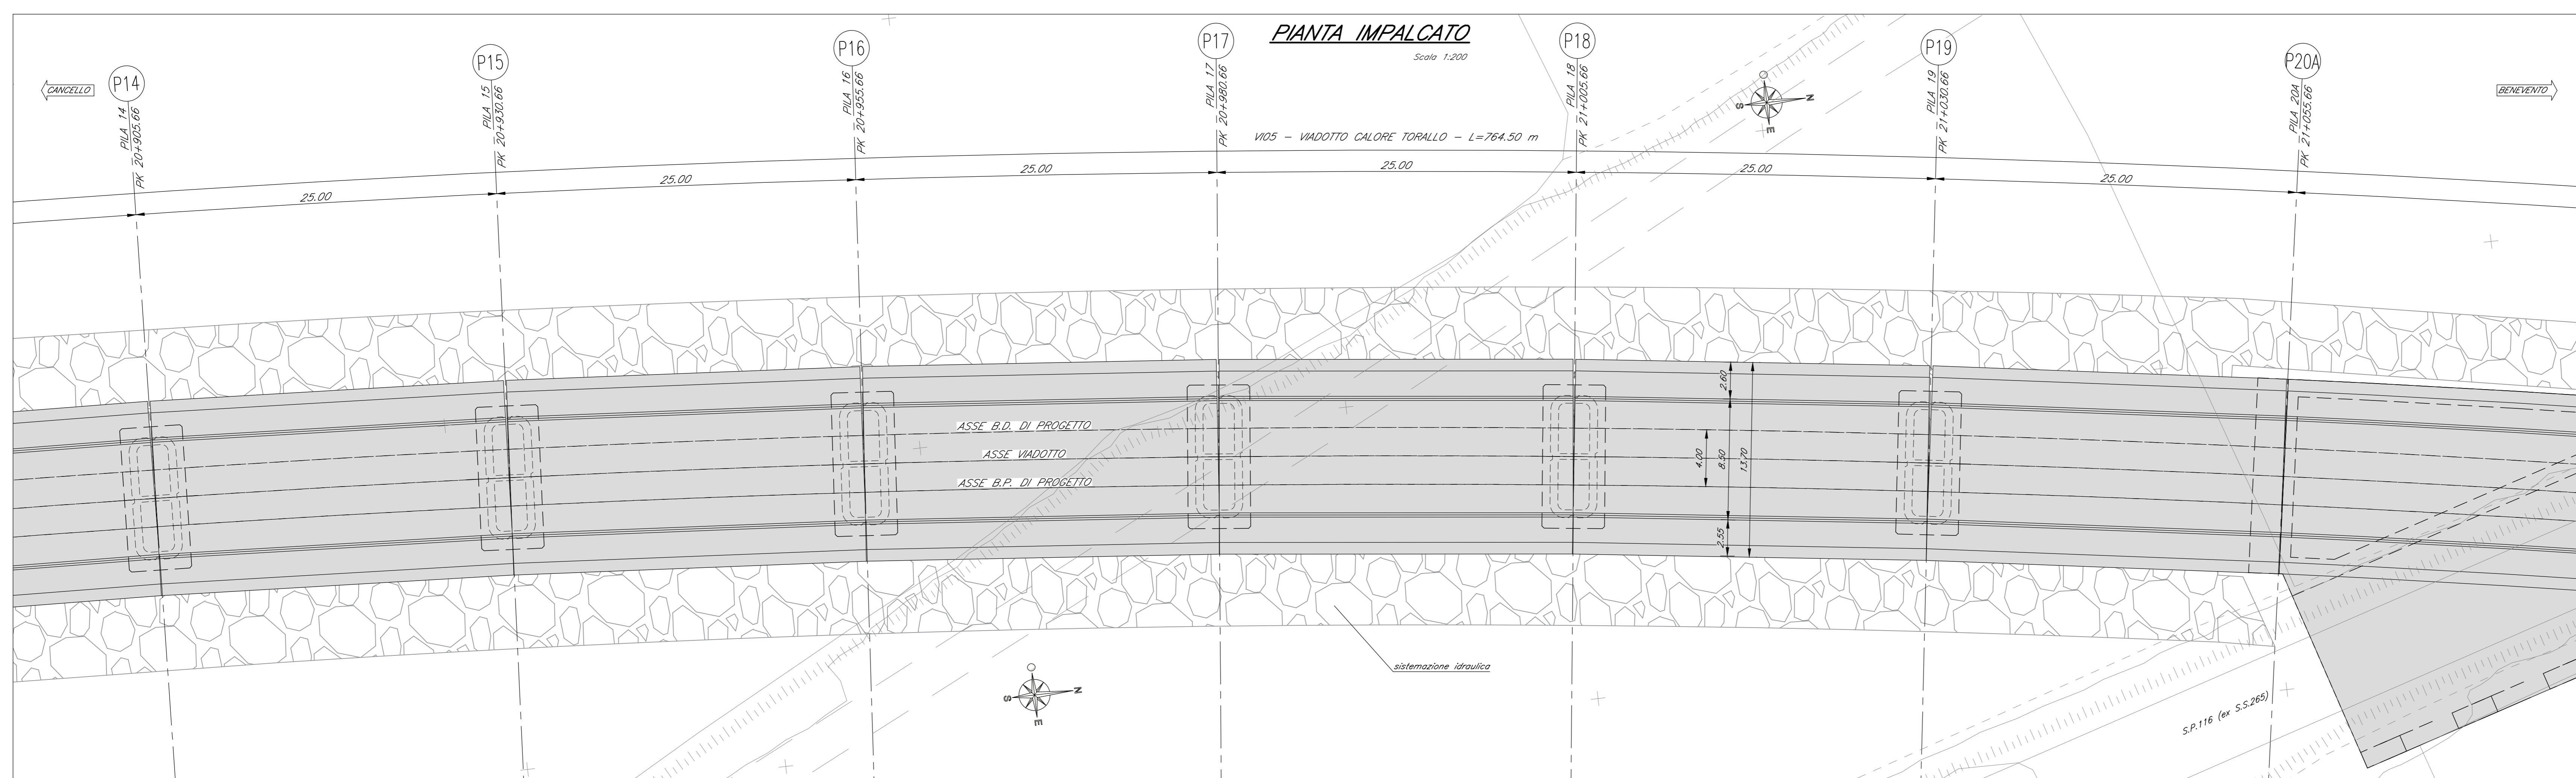 PIANTA IMPALCATO
Scala 1:200
CANCELLO
BENEVENTO
P14
PILA 14
PK 20+905.66
P15
PILA 15
PK 20+930.66
P16
PILA 16
PK 20+955.66
P17
PILA 17
PK 20+980.66
P18
PILA 18
PK 21+005.66
P19
PILA 19
PK 21+030.66
P20A
PILA 20A
PK 21+055.66
N
S
E
VI05 - VIADOTTO CALORE TORALLO - L=764.50 m
25.00
25.00
25.00
25.00
25.00
25.00
ASSE B.D. DI PROGETTO
ASSE VIADOTTO
ASSE B.P. DI PROGETTO
2.60
4.00
8.50
13.70
2.55
sistemazione idraulica
N
S
E
S.P.116 (ex S.S.265)